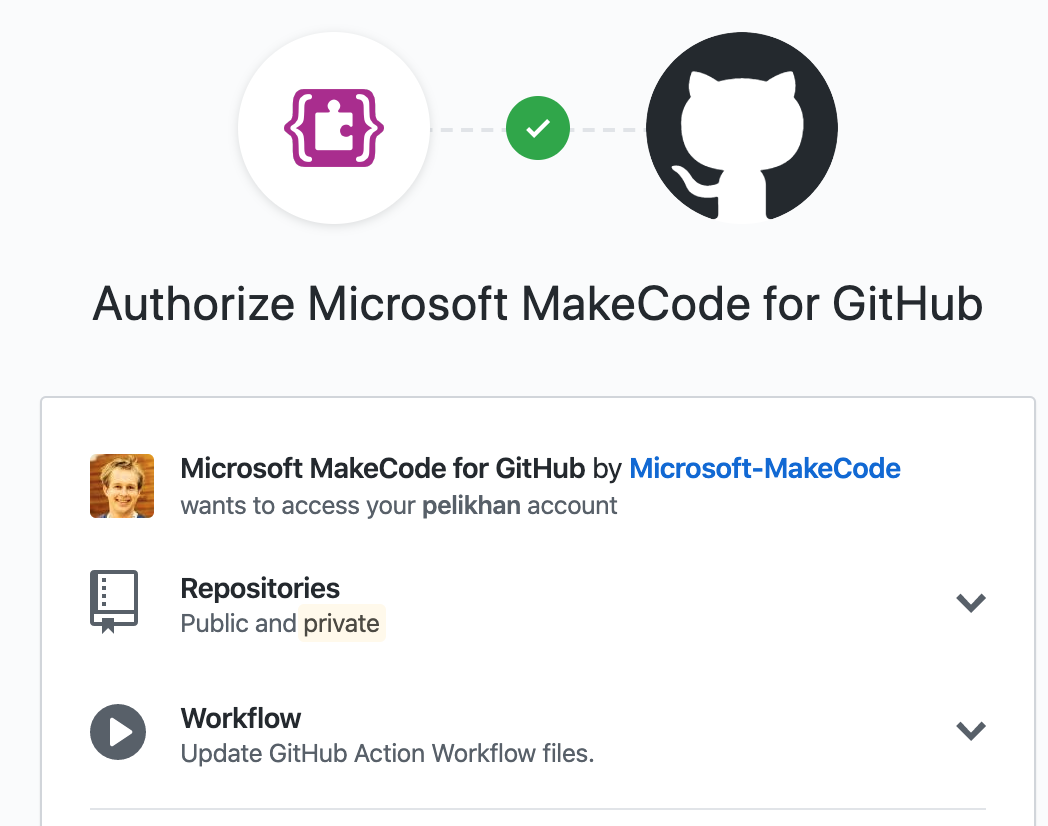 Authorize Microsoft MakeCode for GitHub
Microsoft MakeCode for GitHub by Microsoft-MakeCode
wants to access your pelikhan account
Repositories
Public and private
Workflow
Update GitHub Action Workflow files.